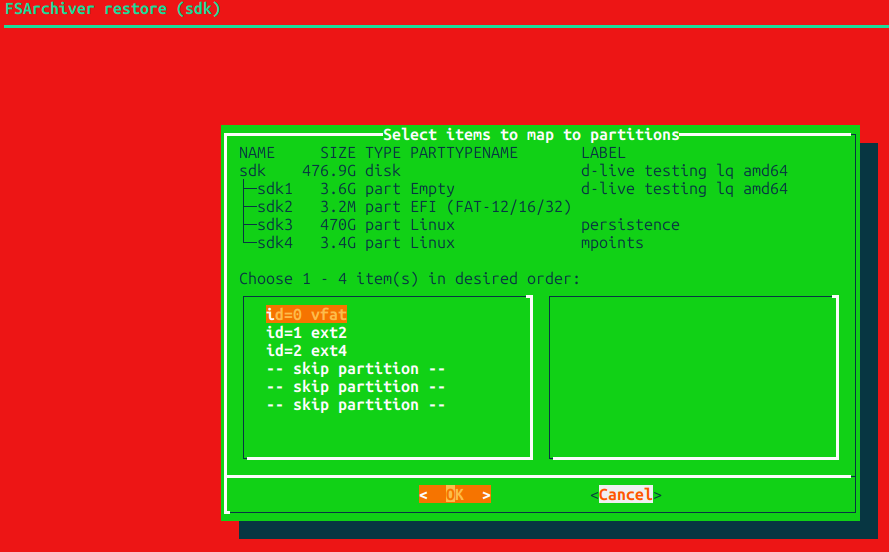 FSArchiver restore (sdk)
Select items to map to partitions
NAME SIZE TYPE PARTTYPENAME LABEL
sdk 476.9G disk d-live testing lq amd64
├─sdk1 3.6G part Empty d-live testing lq amd64
├─sdk2 3.2M part EFI (FAT-12/16/32)
├─sdk3 470G part Linux persistence
└─sdk4 3.4G part Linux mpoints
Choose 1 - 4 item(s) in desired order:
id=0 vfat
id=1 ext2
id=2 ext4
-- skip partition --
-- skip partition --
-- skip partition --
< OK > <Cancel>